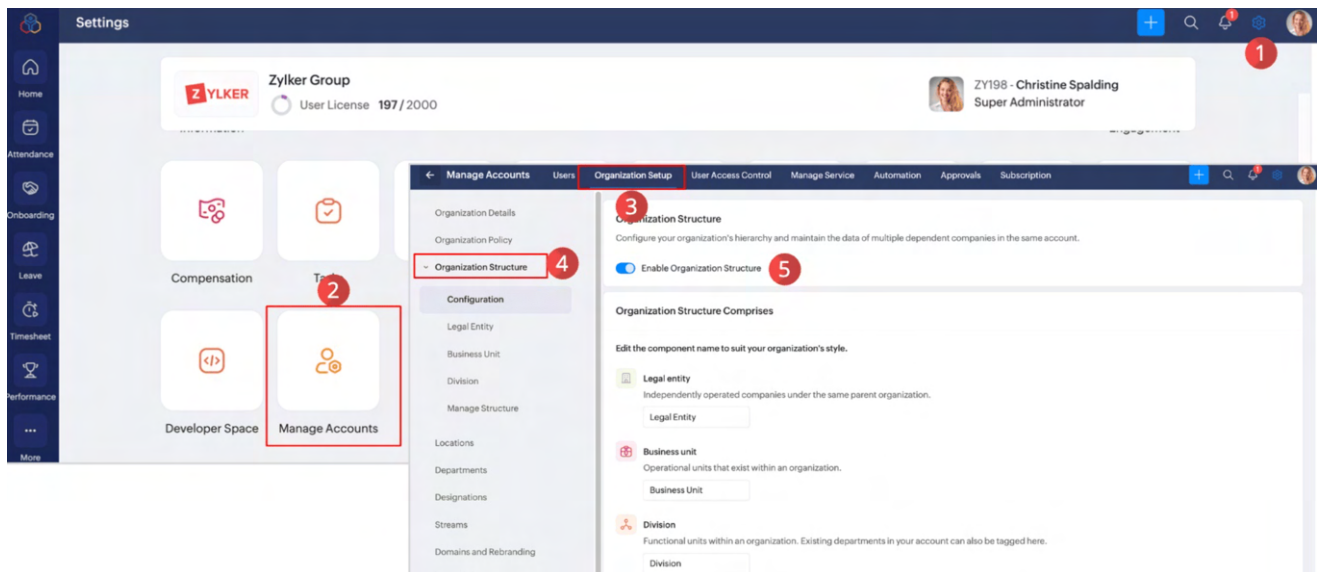 Settings
1
1
Home
Attendance
Onboarding
Leave
Timesheet
Performance
More
ZYLKER
Zylker Group
User License 197 / 2000
ZY198 - Christine Spalding
Super Administrator
Compensation
2
Developer Space
Manage Accounts
Manage Accounts
Users
Organization Setup
User Access Control
Manage Service
Automation
Approvals
Subscription
1
3
Organization Details
Organization Policy
Organization Structure
4
Configuration
Legal Entity
Business Unit
Division
Manage Structure
Locations
Departments
Designations
Streams
Domains and Rebranding
Organization Structure
Configure your organization's hierarchy and maintain the data of multiple dependent companies in the same account.
Enable Organization Structure
5
Organization Structure Comprises
Edit the component name to suit your organization's style.
Legal entity
Independently operated companies under the same parent organization.
Legal Entity
Business unit
Operational units that exist within an organization.
Business Unit
Division
Functional units within an organization. Existing departments in your account can also be tagged here.
Division